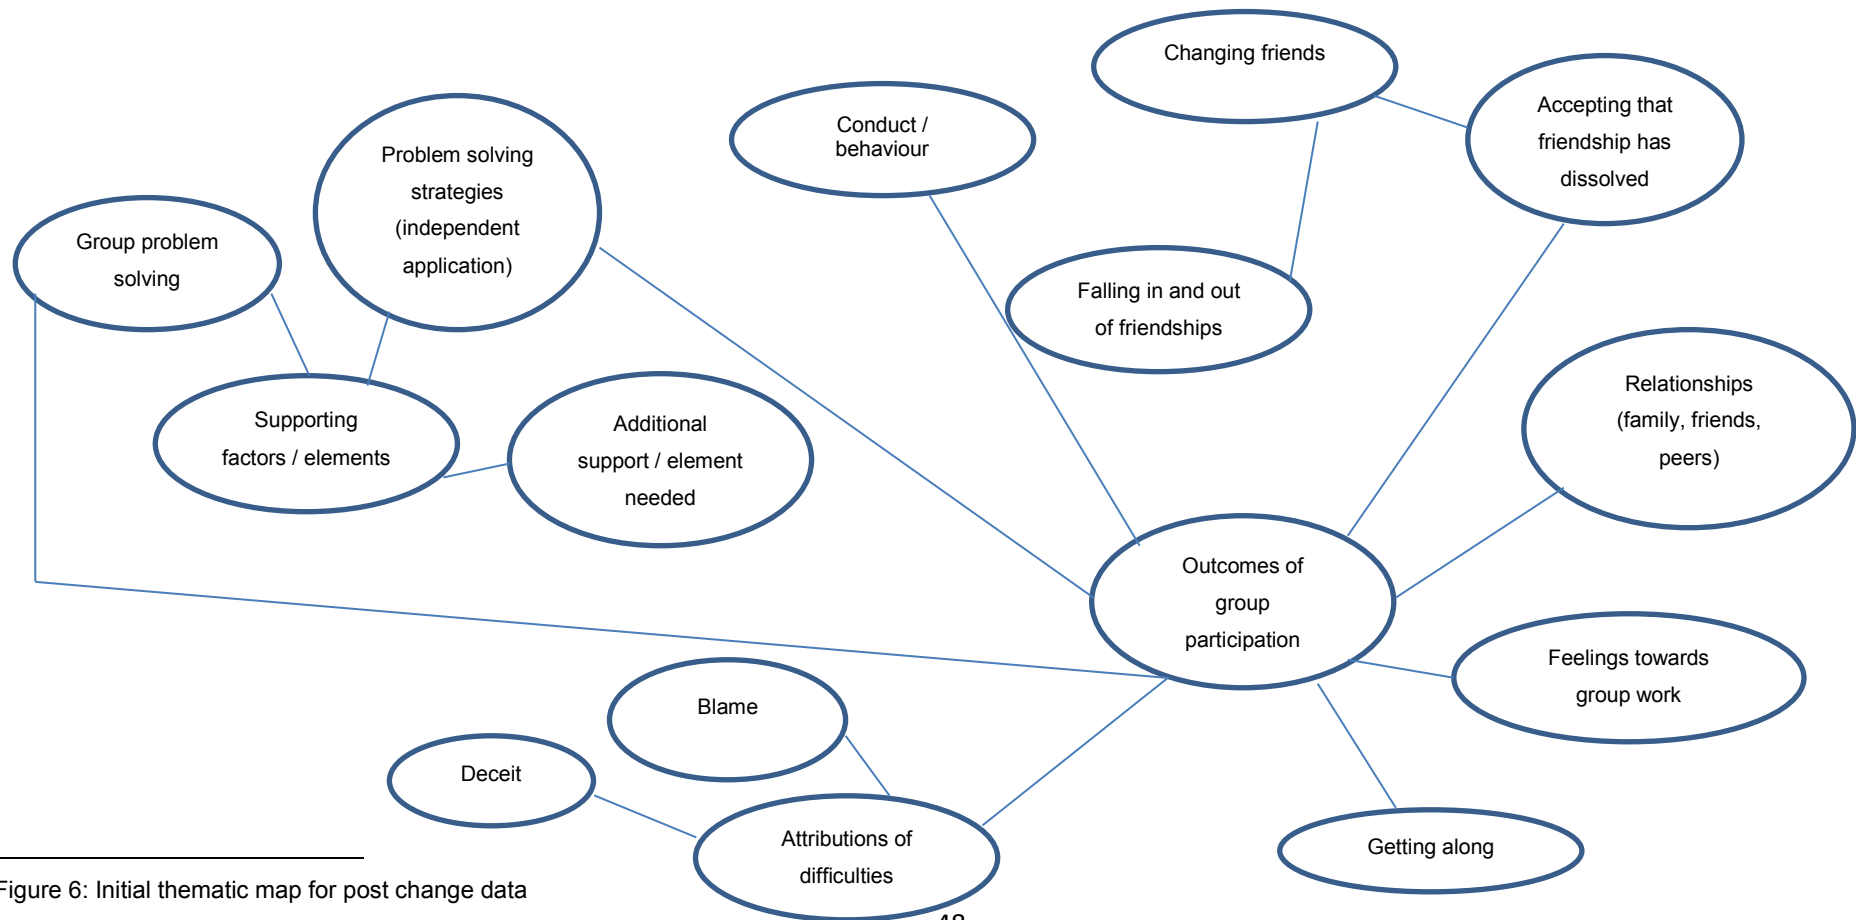 Changing friends
Accepting that
friendship has
dissolved
Conduct /
behaviour
Problem solving
strategies
(independent
application)
Group problem
solving
Falling in and out
of friendships
Relationships
(family, friends,
peers)
Supporting
factors / elements
Additional
support / element
needed
Outcomes of
group
participation
Feelings towards
group work
Blame
Deceit
Attributions of
difficulties
Getting along
Figure 6: Initial thematic map for post change data